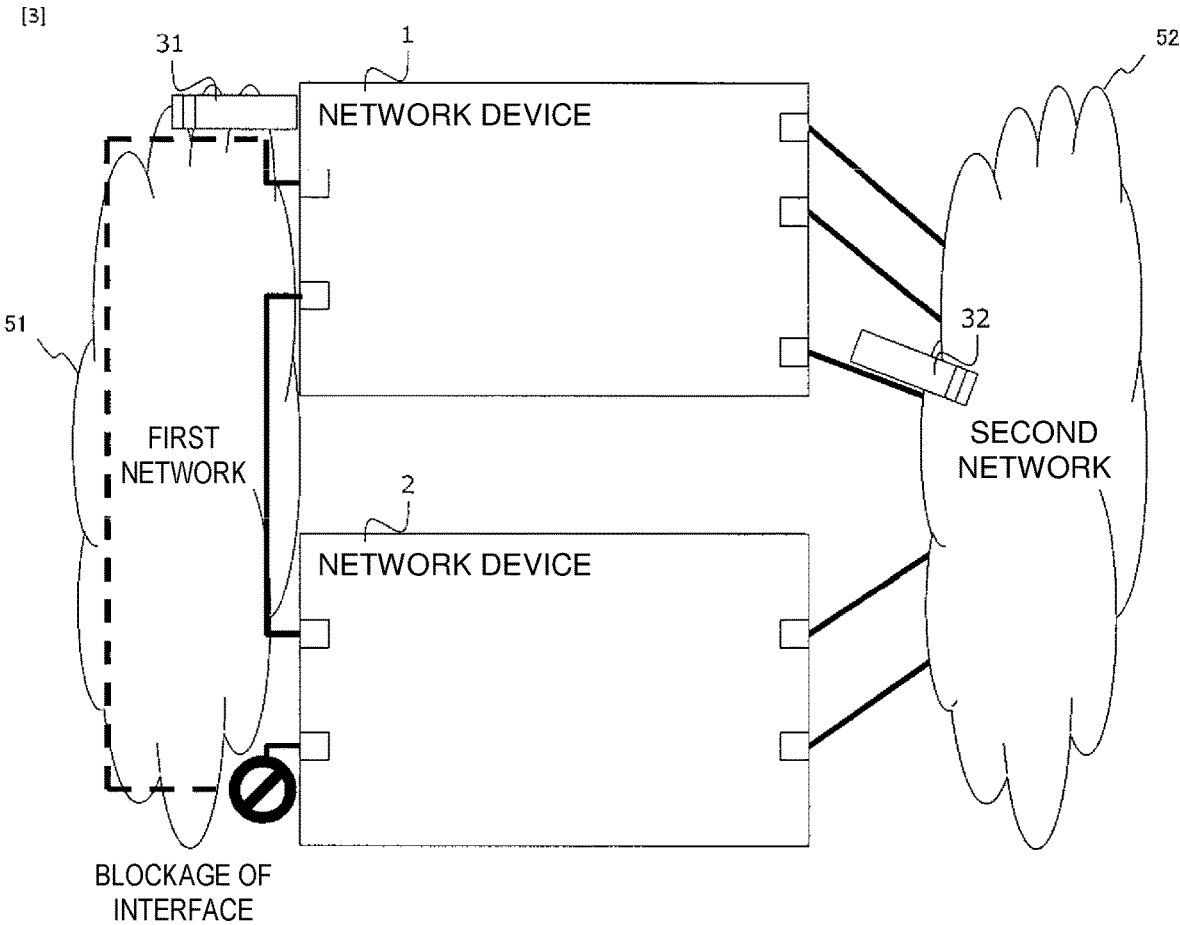 [3]
31
1
52
NETWORK DEVICE
51
32
FIRST
NETWORK
SECOND
NETWORK
2
NETWORK DEVICE
BLOCKAGE OF
INTERFACE